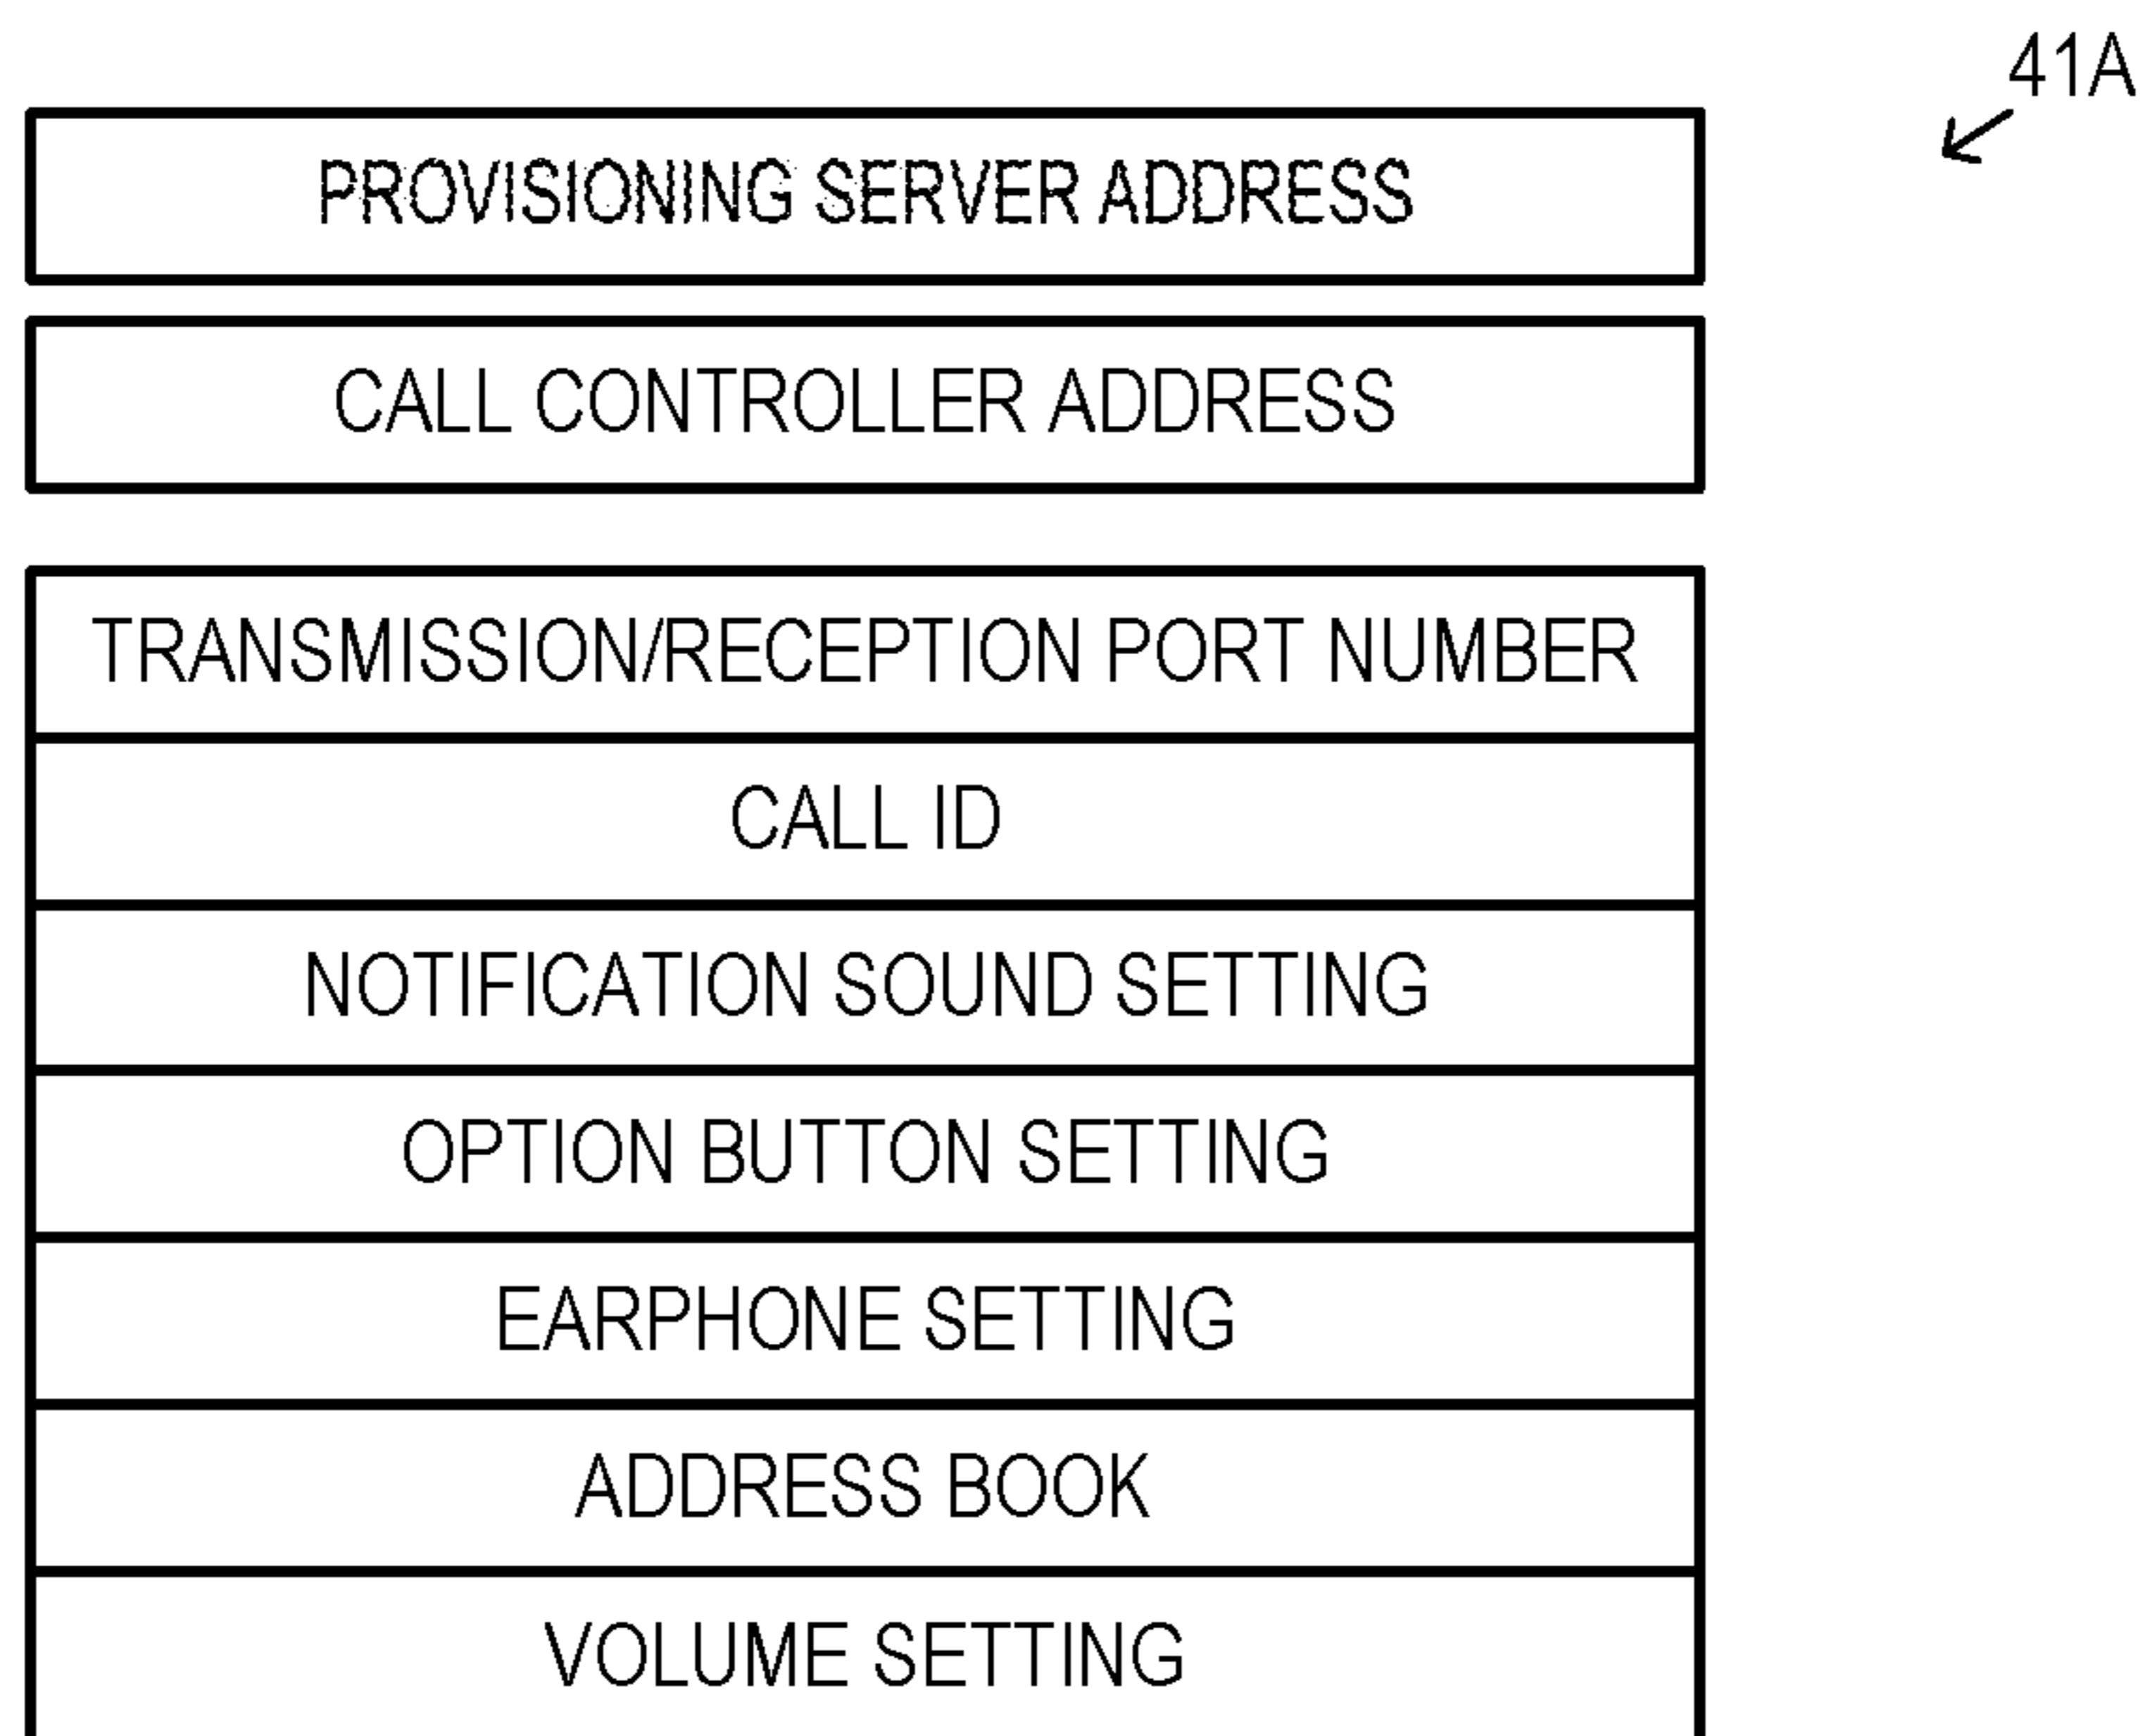 41A
PROVISIONING SERVER ADDRESS
CALL CONTROLLER ADDRESS
TRANSMISSION/RECEPTION PORT NUMBER
CALL ID
NOTIFICATION SOUND SETTING
OPTION BUTTON SETTING
EARPHONE SETTING
ADDRESS BOOK
VOLUME SETTING